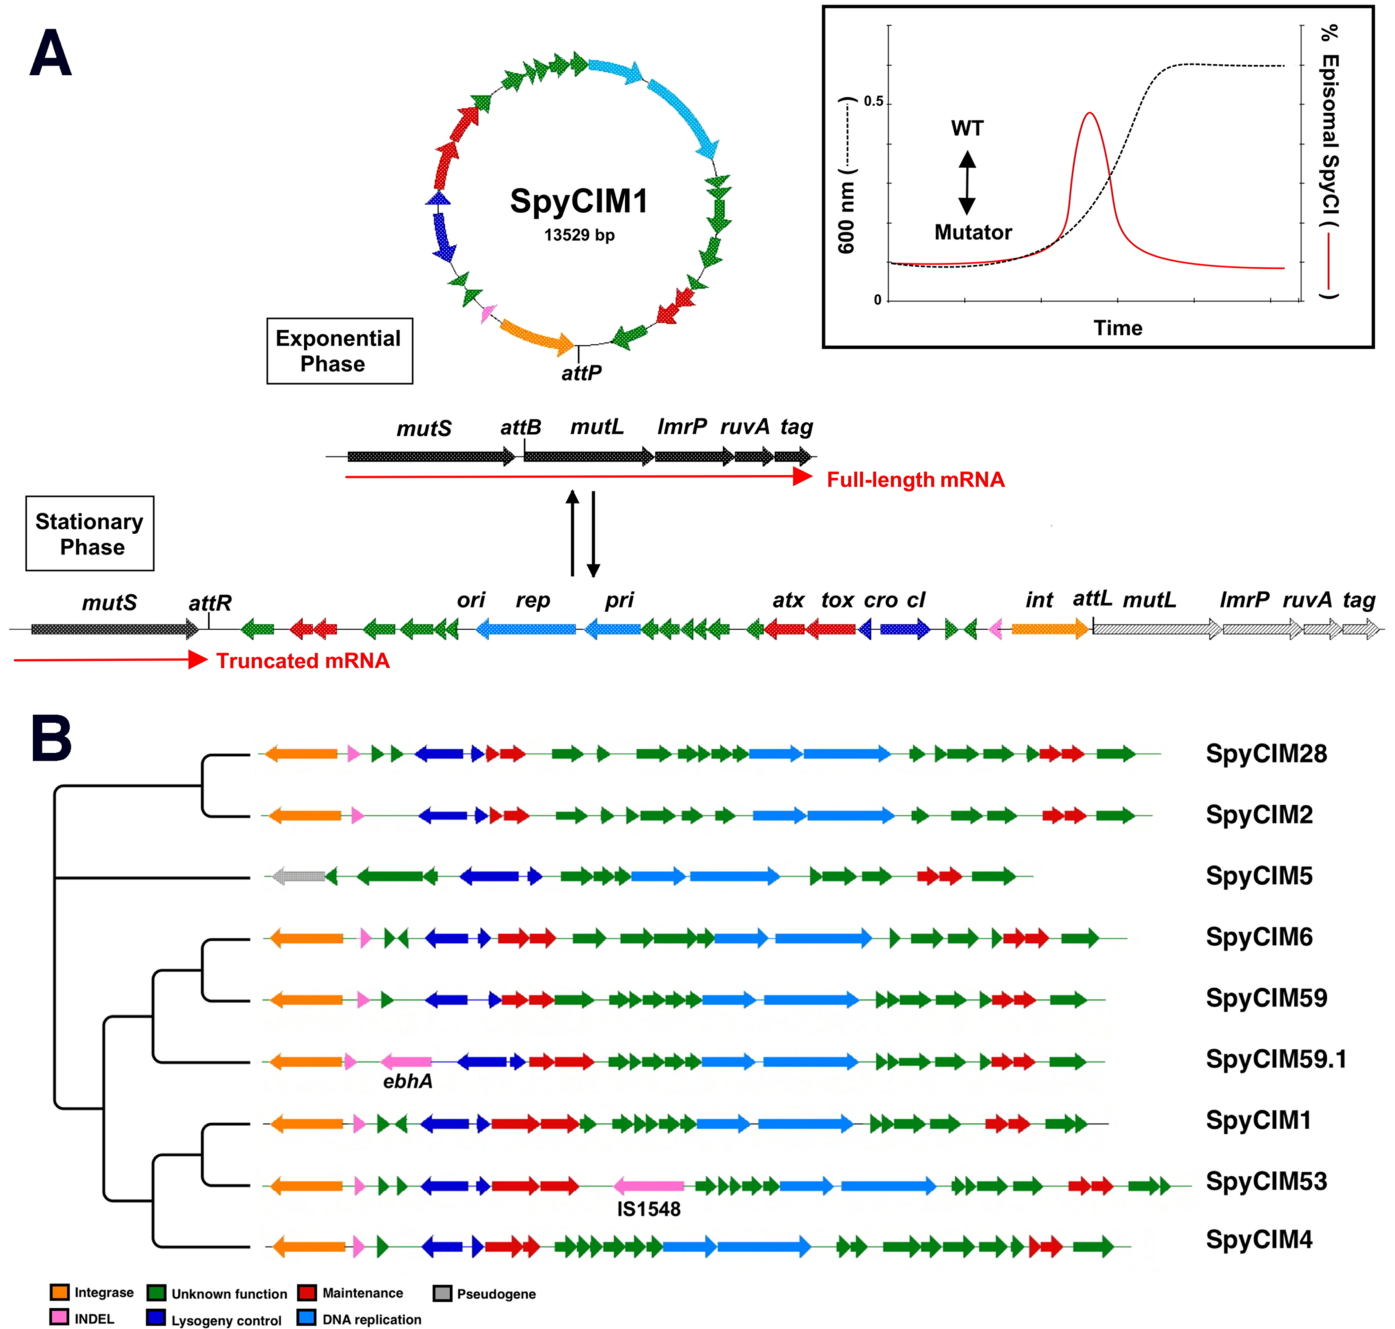 A
SpyCIM1
13529 bp
attP
Exponential
Phase
600 nm (------)
0.5
0
WT
Mutator
Time
% Episomal SpyCI (—)
mutS attB mutL lmrP ruvA tag
Full-length mRNA
Stationary
Phase
mutS attR ori rep pri atx tox cro cI int attL mutL lmrP ruvA tag
Truncated mRNA
B
SpyCIM28
SpyCIM2
SpyCIM5
SpyCIM6
SpyCIM59
SpyCIM59.1
ebhA
SpyCIM1
SpyCIM53
IS1548
SpyCIM4
Integrase Unknown function Maintenance Pseudogene
INDEL Lysogeny control DNA replication